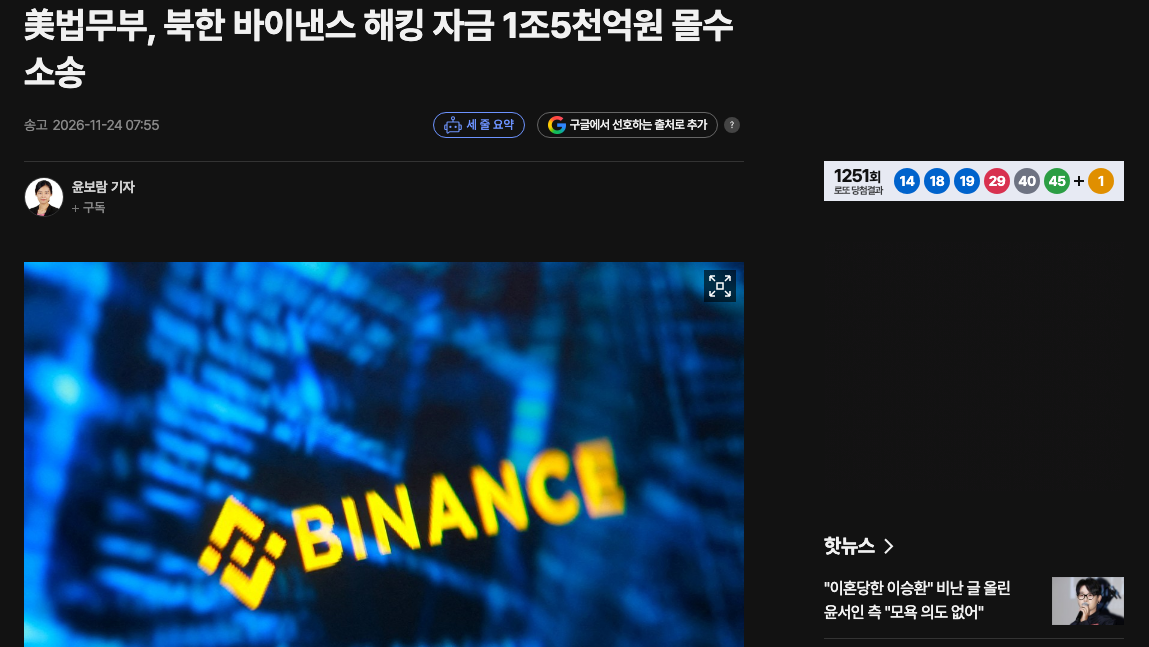 美법무부, 북한 바이낸스 해킹 자금 1조5천억원 몰수
소송
송고 2026-11-24 07:55
세 줄 요약
구글에서 선호하는 출처로 추가
?
윤보람 기자
+ 구독
1251회
로또 당첨결과
14 18 19 29 40 45 + 1
BINANCE
핫뉴스
"이혼당한 이승환" 비난 글 올린
윤서인 측 "모욕 의도 없어"